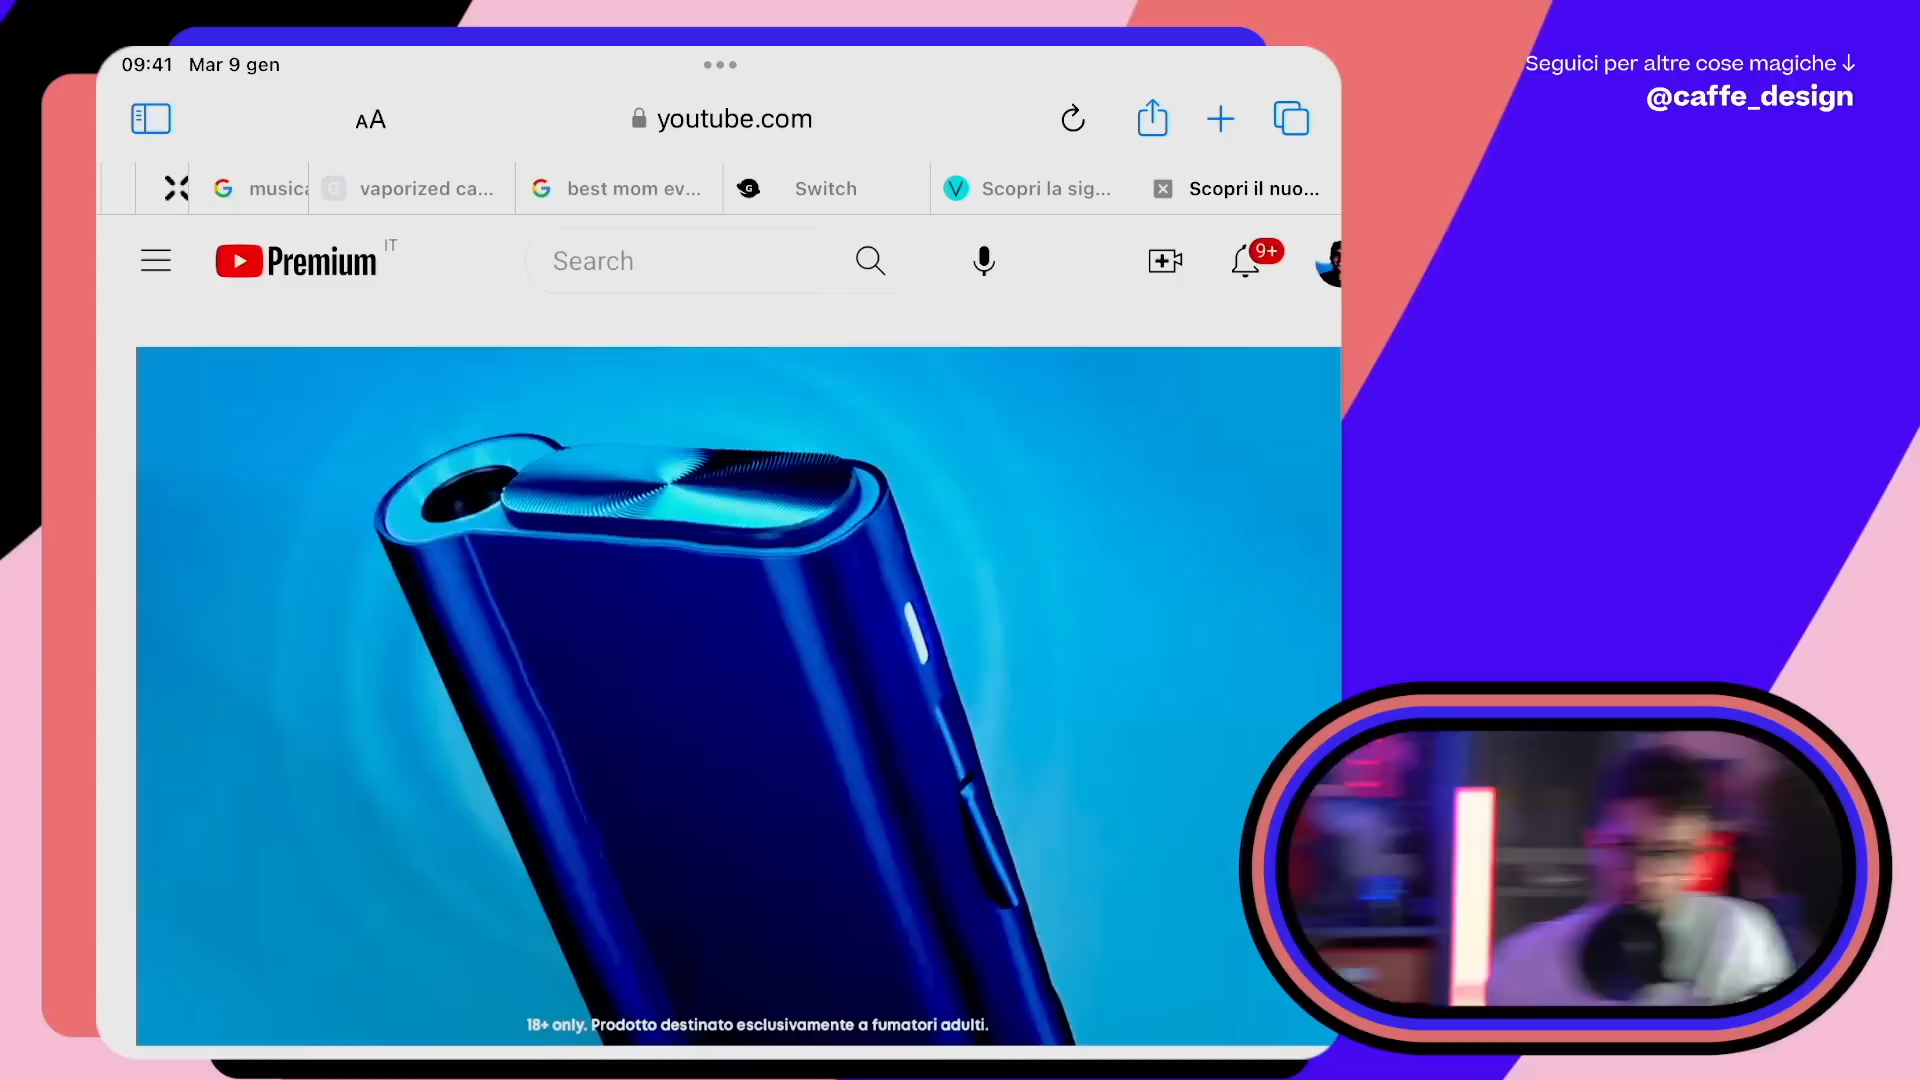 09:41 Mar 9 gen
Seguici per altre cose magiche ↓
@caffe_design
AA
youtube.com
musica
vaporized ca...
best mom ev...
Switch
Scopri la sig...
Scopri il nuo...
Premium IT
Search
9+
18+ only. Prodotto destinato esclusivamente a fumatori adulti.